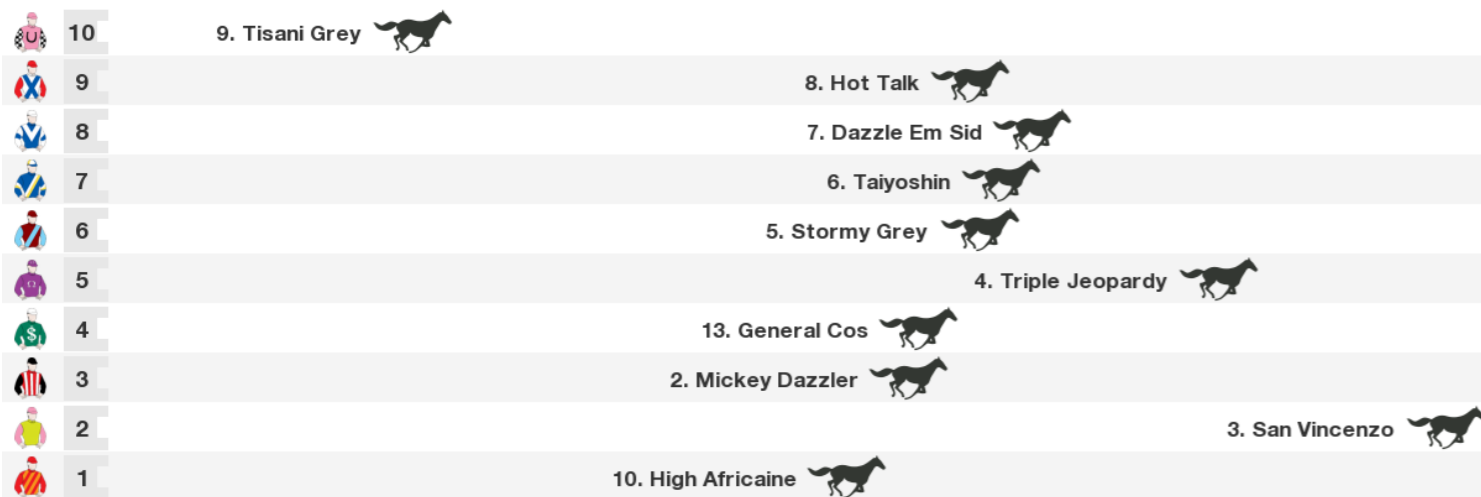 10 9. Tisani Grey
9 8. Hot Talk
8 7. Dazzle Em Sid
7 6. Taiyoshin
6 5. Stormy Grey
5 4. Triple Jeopardy
$
4 13. General Cos
3 2. Mickey Dazzler
2 3. San Vincenzo
1 10. High Africaine